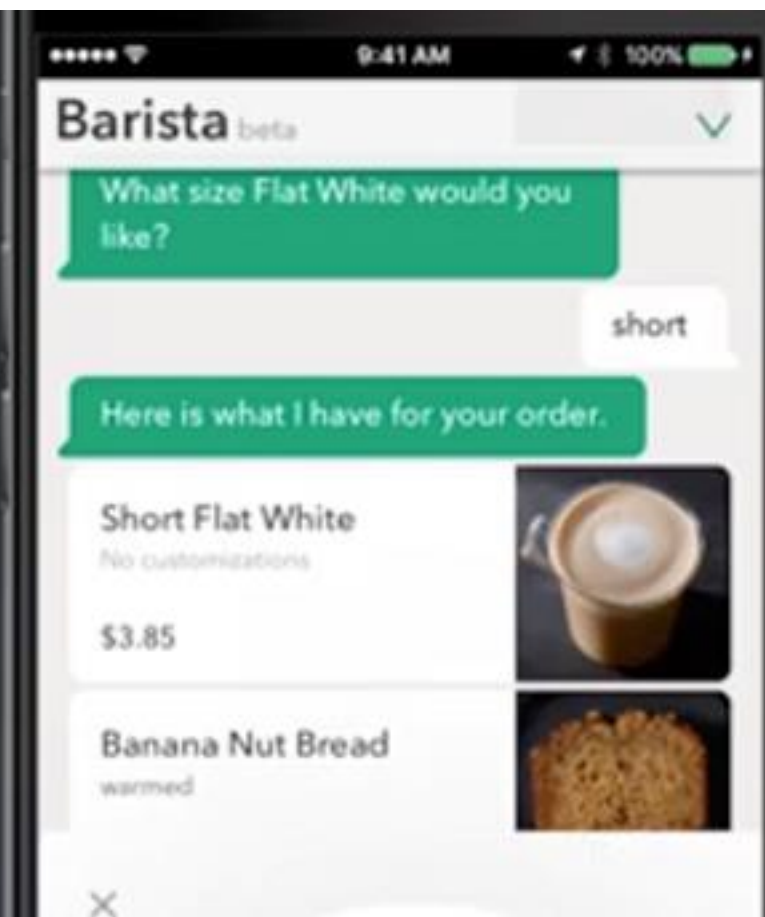 9:41 AM 100%
Barista beta
What size Flat White would you
like?
short
Here is what I have for your order.
Short Flat White
No customizations
$3.85
Banana Nut Bread
warmed